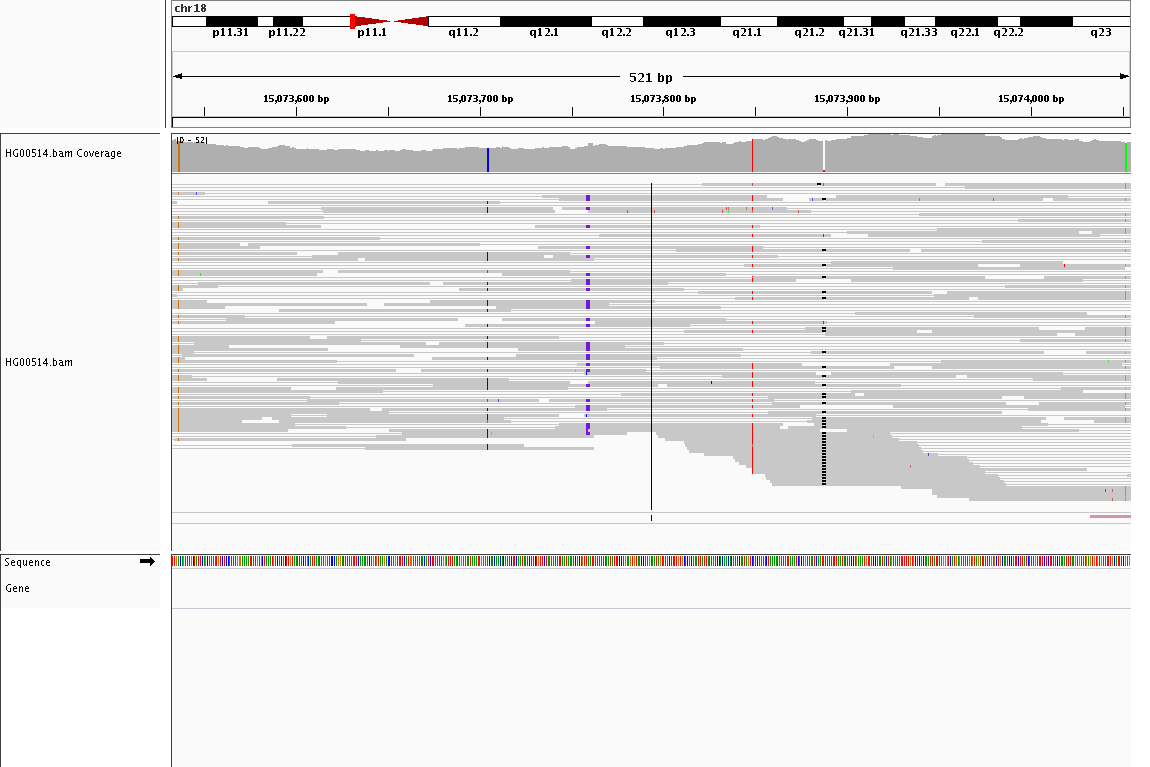 chr18
p11.31 p11.22 p11.1 q11.2 q12.1 q12.2 q12.3 q21.1 q21.2 q21.31 q21.33 q22.1 q22.2 q23
521 bp
15,073,600 bp 15,073,700 bp 15,073,800 bp 15,073,900 bp 15,074,000 bp
[0 - 52]
HG00514.bam Coverage
HG00514.bam
Sequence
Gene